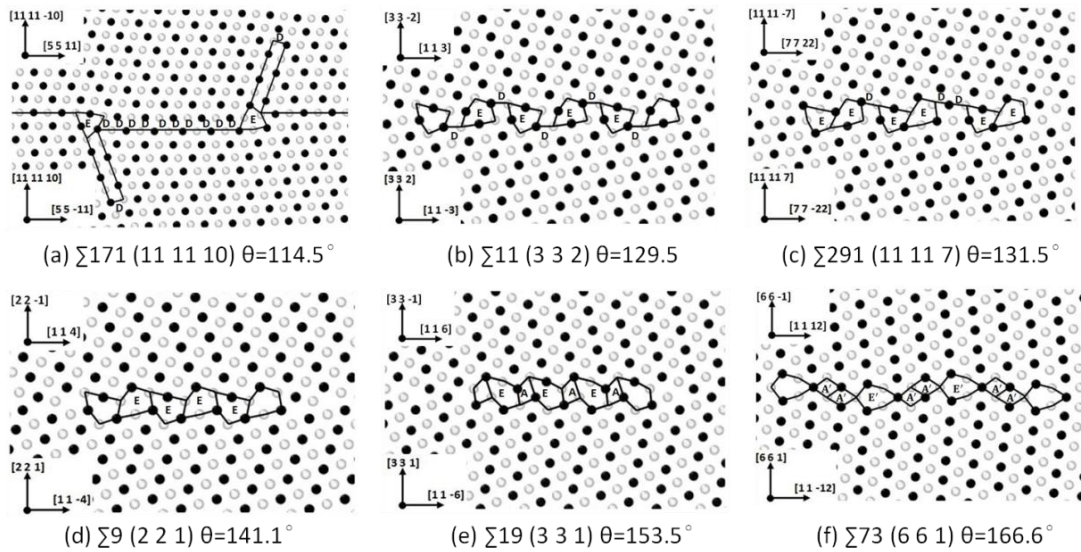 [11 11 -10]
[5 5 11]
D
E D D D D D D D D E
D
[11 11 10]
[5 5 -11]
(a) ∑171 (11 11 10) θ=114.5°
[3 3 -2]
[1 1 3]
D D
E E E
D D
[3 3 2]
[1 1 -3]
(b) ∑11 (3 3 2) θ=129.5
[11 11 -7]
[7 7 22]
D D D
E E E E E
[11 11 7]
[7 7 -22]
(c) ∑291 (11 11 7) θ=131.5°
[2 2 -1]
[1 1 4]
E E E E
[2 2 1]
[1 1 -4]
(d) ∑9 (2 2 1) θ=141.1°
[3 3 -1]
[1 1 6]
E A E A E A
[3 3 1]
[1 1 -6]
(e) ∑19 (3 3 1) θ=153.5°
[6 6 -1]
[1 1 12]
A′ A′ E′ A′
A′ E′ A′ A′
[6 6 1]
[1 1 -12]
(f) ∑73 (6 6 1) θ=166.6°